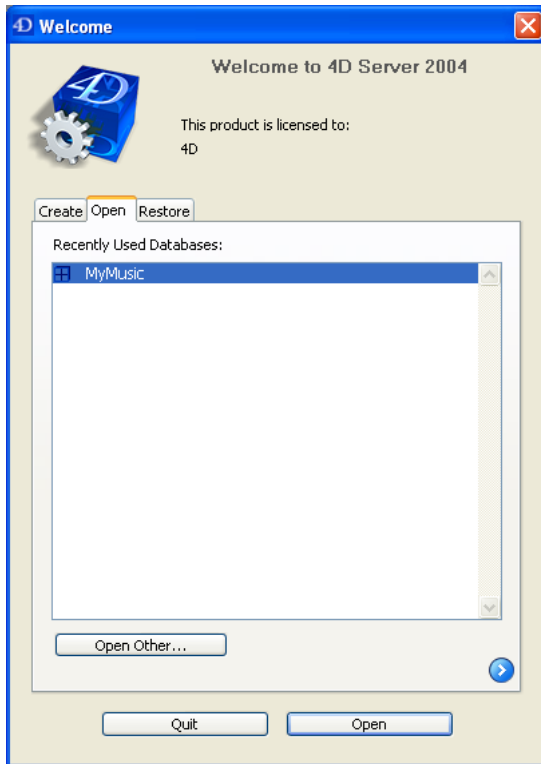 4D Welcome
Welcome to 4D Server 2004
4D
This product is licensed to:
4D
Create Open Restore
Recently Used Databases:
MyMusic
Open Other...
Quit Open